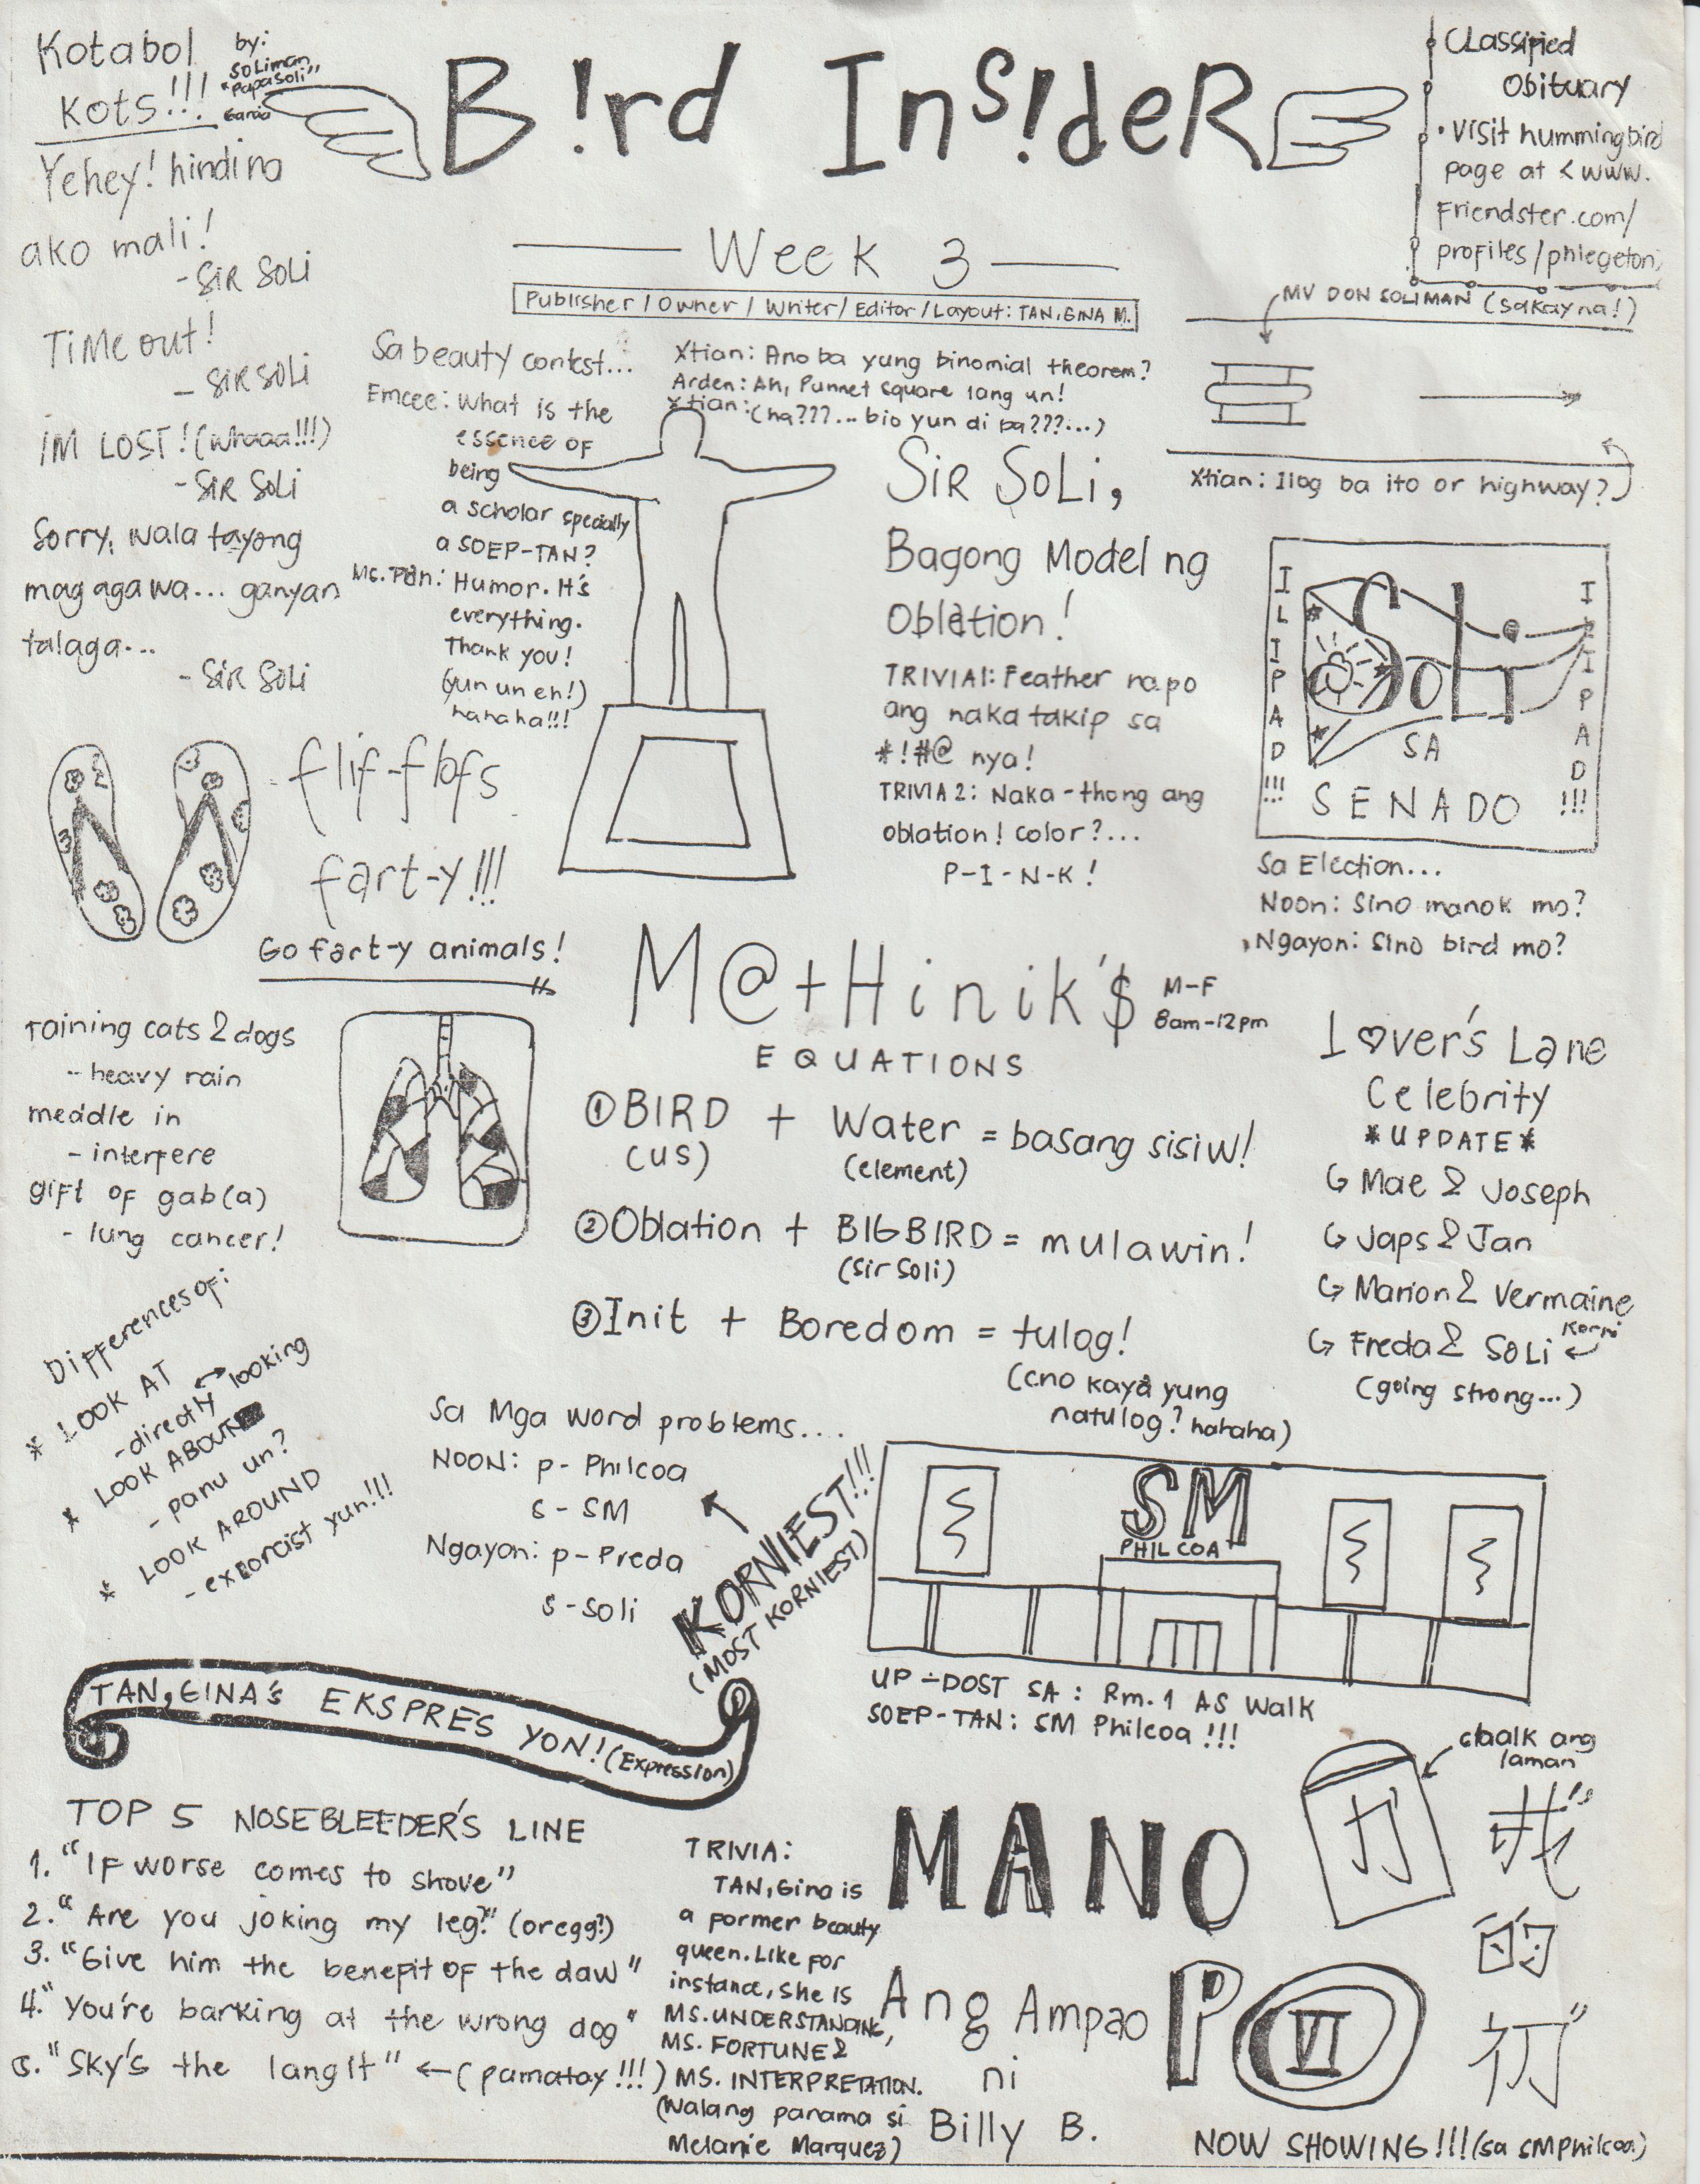 Kotabol
Kots!!!
by:
Soliman
"Papasoli"
Garcia
Yehey! hindi na
ako mali!
- SiR SOLi
TiMe out!
- SiR SOLi
iM LOST! (whaaa!!!)
- SiR SOLi
Sorry, wala tayong
mag agawa... ganyan
talaga...
- SiR SOLi
B!rd Ins!deR
Week 3
Publisher / Owner / Writer / Editor / Layout: TAN, GINA M.
Classified
Obituary
• Visit hummingbird
page at < www.
Friendster.com/
profiles/phlegeton,
MV DON SOLIMAN (sakay na!)
Xtian: Ilog ba ito or highway?
Sa beauty contest...
Emcee: What is the
essence of
being
a scholar specially
a SOEP-TAN?
Ms. Pan: Humor. It's
everything.
Thank you!
(yun un eh!)
hahaha!!!
Xtian: Ano ba yung binomial theorem?
Arden: Ah, Punnet square lang un!
Xtian: (ha???... bio yun di ba???...)
SiR SoLi,
Bagong Model ng
Oblation!
TRIVIA1: Feather na po
ang naka takip sa
*!#@ nya!
TRIVIA 2: Naka-thong ang
oblation! color?...
P-I-N-K!
ILIPAD!!!
Soli
SA
SENADO
ILIPAD!!!
Sa Election...
Noon: Sino manok mo?
Ngayon: Sino bird mo?
flif-flofs
fart-y!!!
Go fart-y animals!
raining cats & dogs
- heavy rain
meddle in
- interfere
gift of gab(a)
- lung cancer!
M@+Hinik'$
M-F
8am-12pm
EQUATIONS
① BIRD + Water = basang sisiw!
(us) (element)
② Oblation + BIGBIRD = mulawin!
(Sir Soli)
③ Init + Boredom = tulog!
(cno kaya yung
natulog? hahaha)
L♡ver's Lane
Celebrity
*UPDATE*
↪ Mae & Joseph
↪ Japs & Jan
↪ Marion & Vermaine
↪ Freda & SoLi ← Korni
(going strong...)
Differences of:
* LOOK AT
- directly ↔ looking
* LOOK ABOUT
- panu un?
* LOOK AROUND
- exorcist yun!!!
Sa Mga word problems....
NOON: p - Philcoa
s - SM
Ngayon: p - Preda
s - Soli
KORNIEST!!!
(MOST KORNIEST)
SM
PHILCOA
UP-DOST SA: Rm. 1 AS Walk
SOEP-TAN: SM Philcoa!!!
TAN, GINA's EKSPRES YON! (Expression)
TOP 5 NOSEBLEEDER'S LINE
1. "If worse comes to shove"
2. "Are you joking my leg?" (oregg?)
3. "Give him the benefit of the daw"
4. "You're barking at the wrong dog"
5. "Sky's the langit" ← (pamatay!!!)
TRIVIA:
TAN, Gina is
a former beauty
queen. Like for
instance, she is
MS. UNDERSTANDING,
MS. FORTUNE &
MS. INTERPRETATION.
(Walang panama si
Melanie Marquez)
MANO
PO VI
Ang Ampao
ni
Billy B.
chalk ang
laman
我
的
NOW SHOWING!!! (sa SM Philcoa)